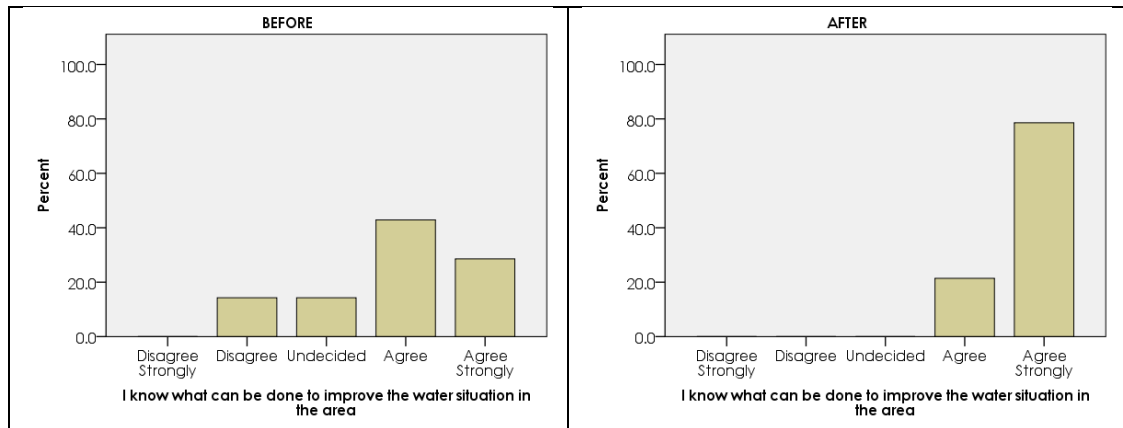 BEFORE
Percent
100.0
80.0
60.0
40.0
20.0
0.0
Disagree Strongly
Disagree
Undecided
Agree
Agree Strongly
I know what can be done to improve the water situation in
the area
AFTER
Percent
100.0
80.0
60.0
40.0
20.0
0.0
Disagree Strongly
Disagree
Undecided
Agree
Agree Strongly
I know what can be done to improve the water situation in
the area